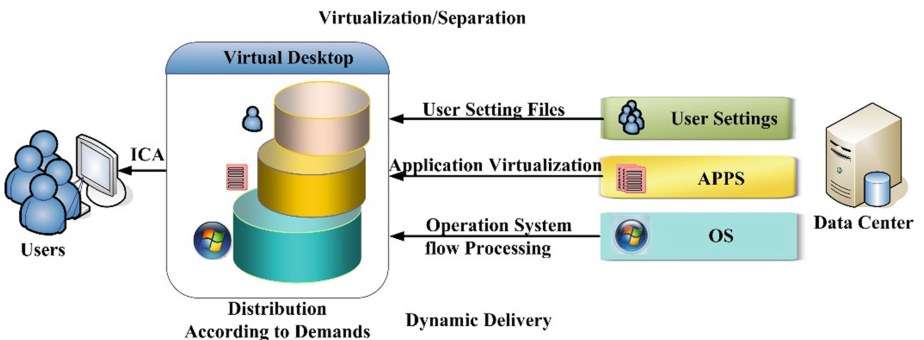 Virtualization/Separation
Virtual Desktop
User Setting Files
User Settings
ICA
Application Virtualization
APPS
Operation System
flow Processing
OS
Users
Data Center
Distribution
According to Demands
Dynamic Delivery